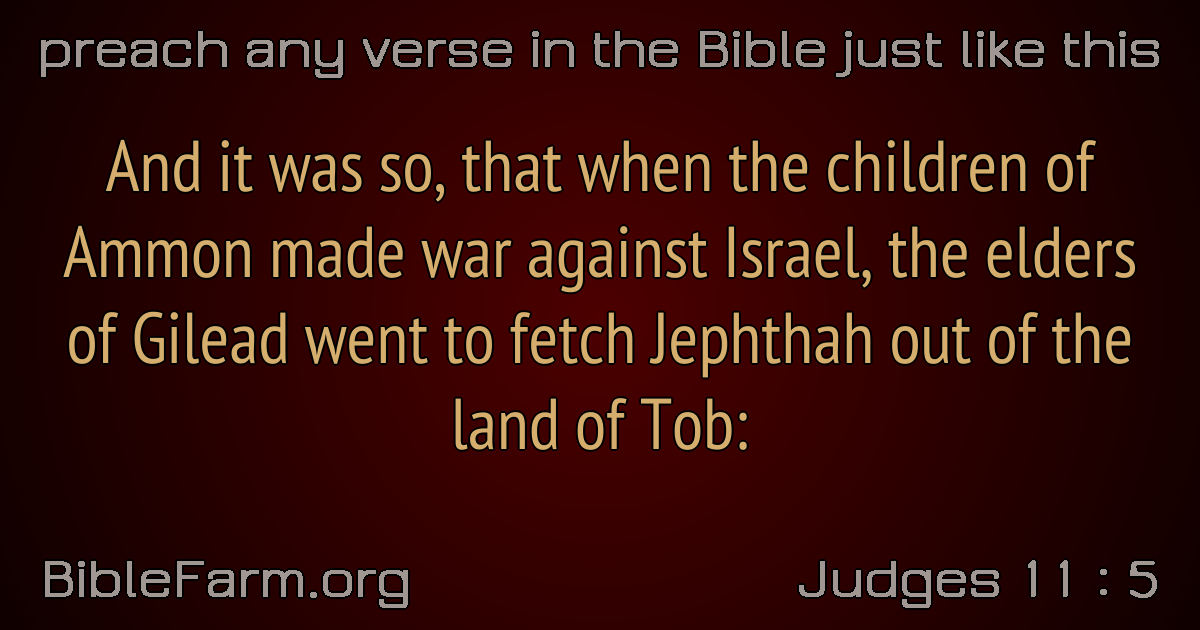 preach any verse in the Bible just like this
And it was so, that when the children of
Ammon made war against Israel, the elders
of Gilead went to fetch Jephthah out of the
land of Tob:
BibleFarm.org
Judges 11 : 5